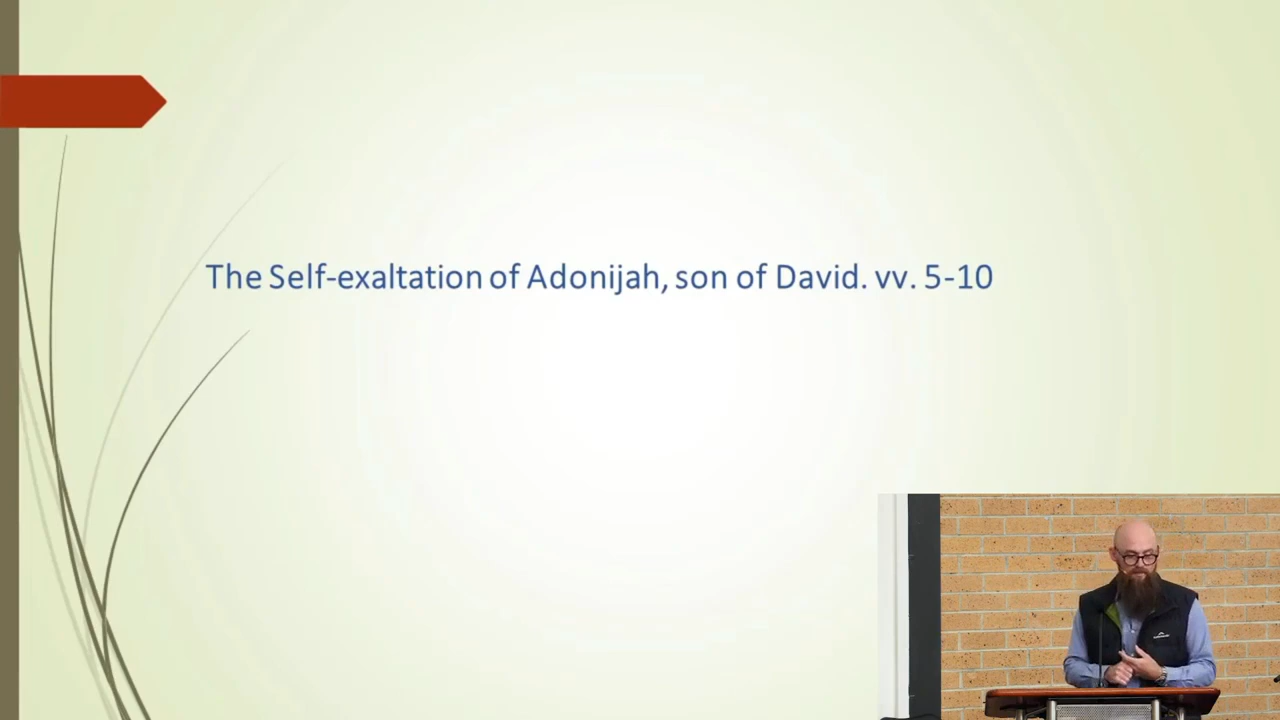 The Self-exaltation of Adonijah, son of David. vv. 5-10